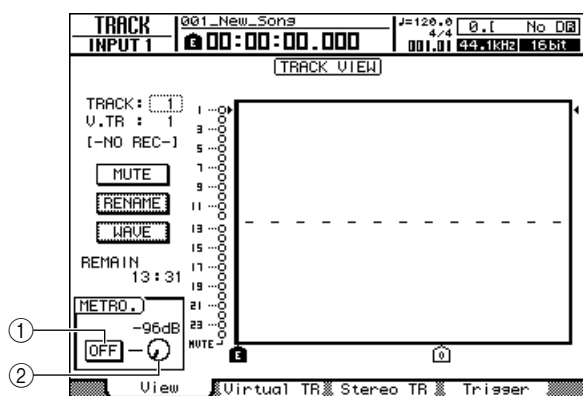 TRACK
INPUT 1
001_New_Song
E 00:00:00.000
♩=120.0
4/4
001.01
0.[ No D
44.1kHz 16bit
TRACK VIEW
TRACK: 1
V.TR : 1
[-NO REC-]
MUTE
RENAME
WAVE
REMAIN
13:31
METRO.
-96dB
OFF
1
3
5
7
9
11
13
15
17
19
21
23
MUTE
E
0
1
2
View
Virtual TR
Stereo TR
Trigger